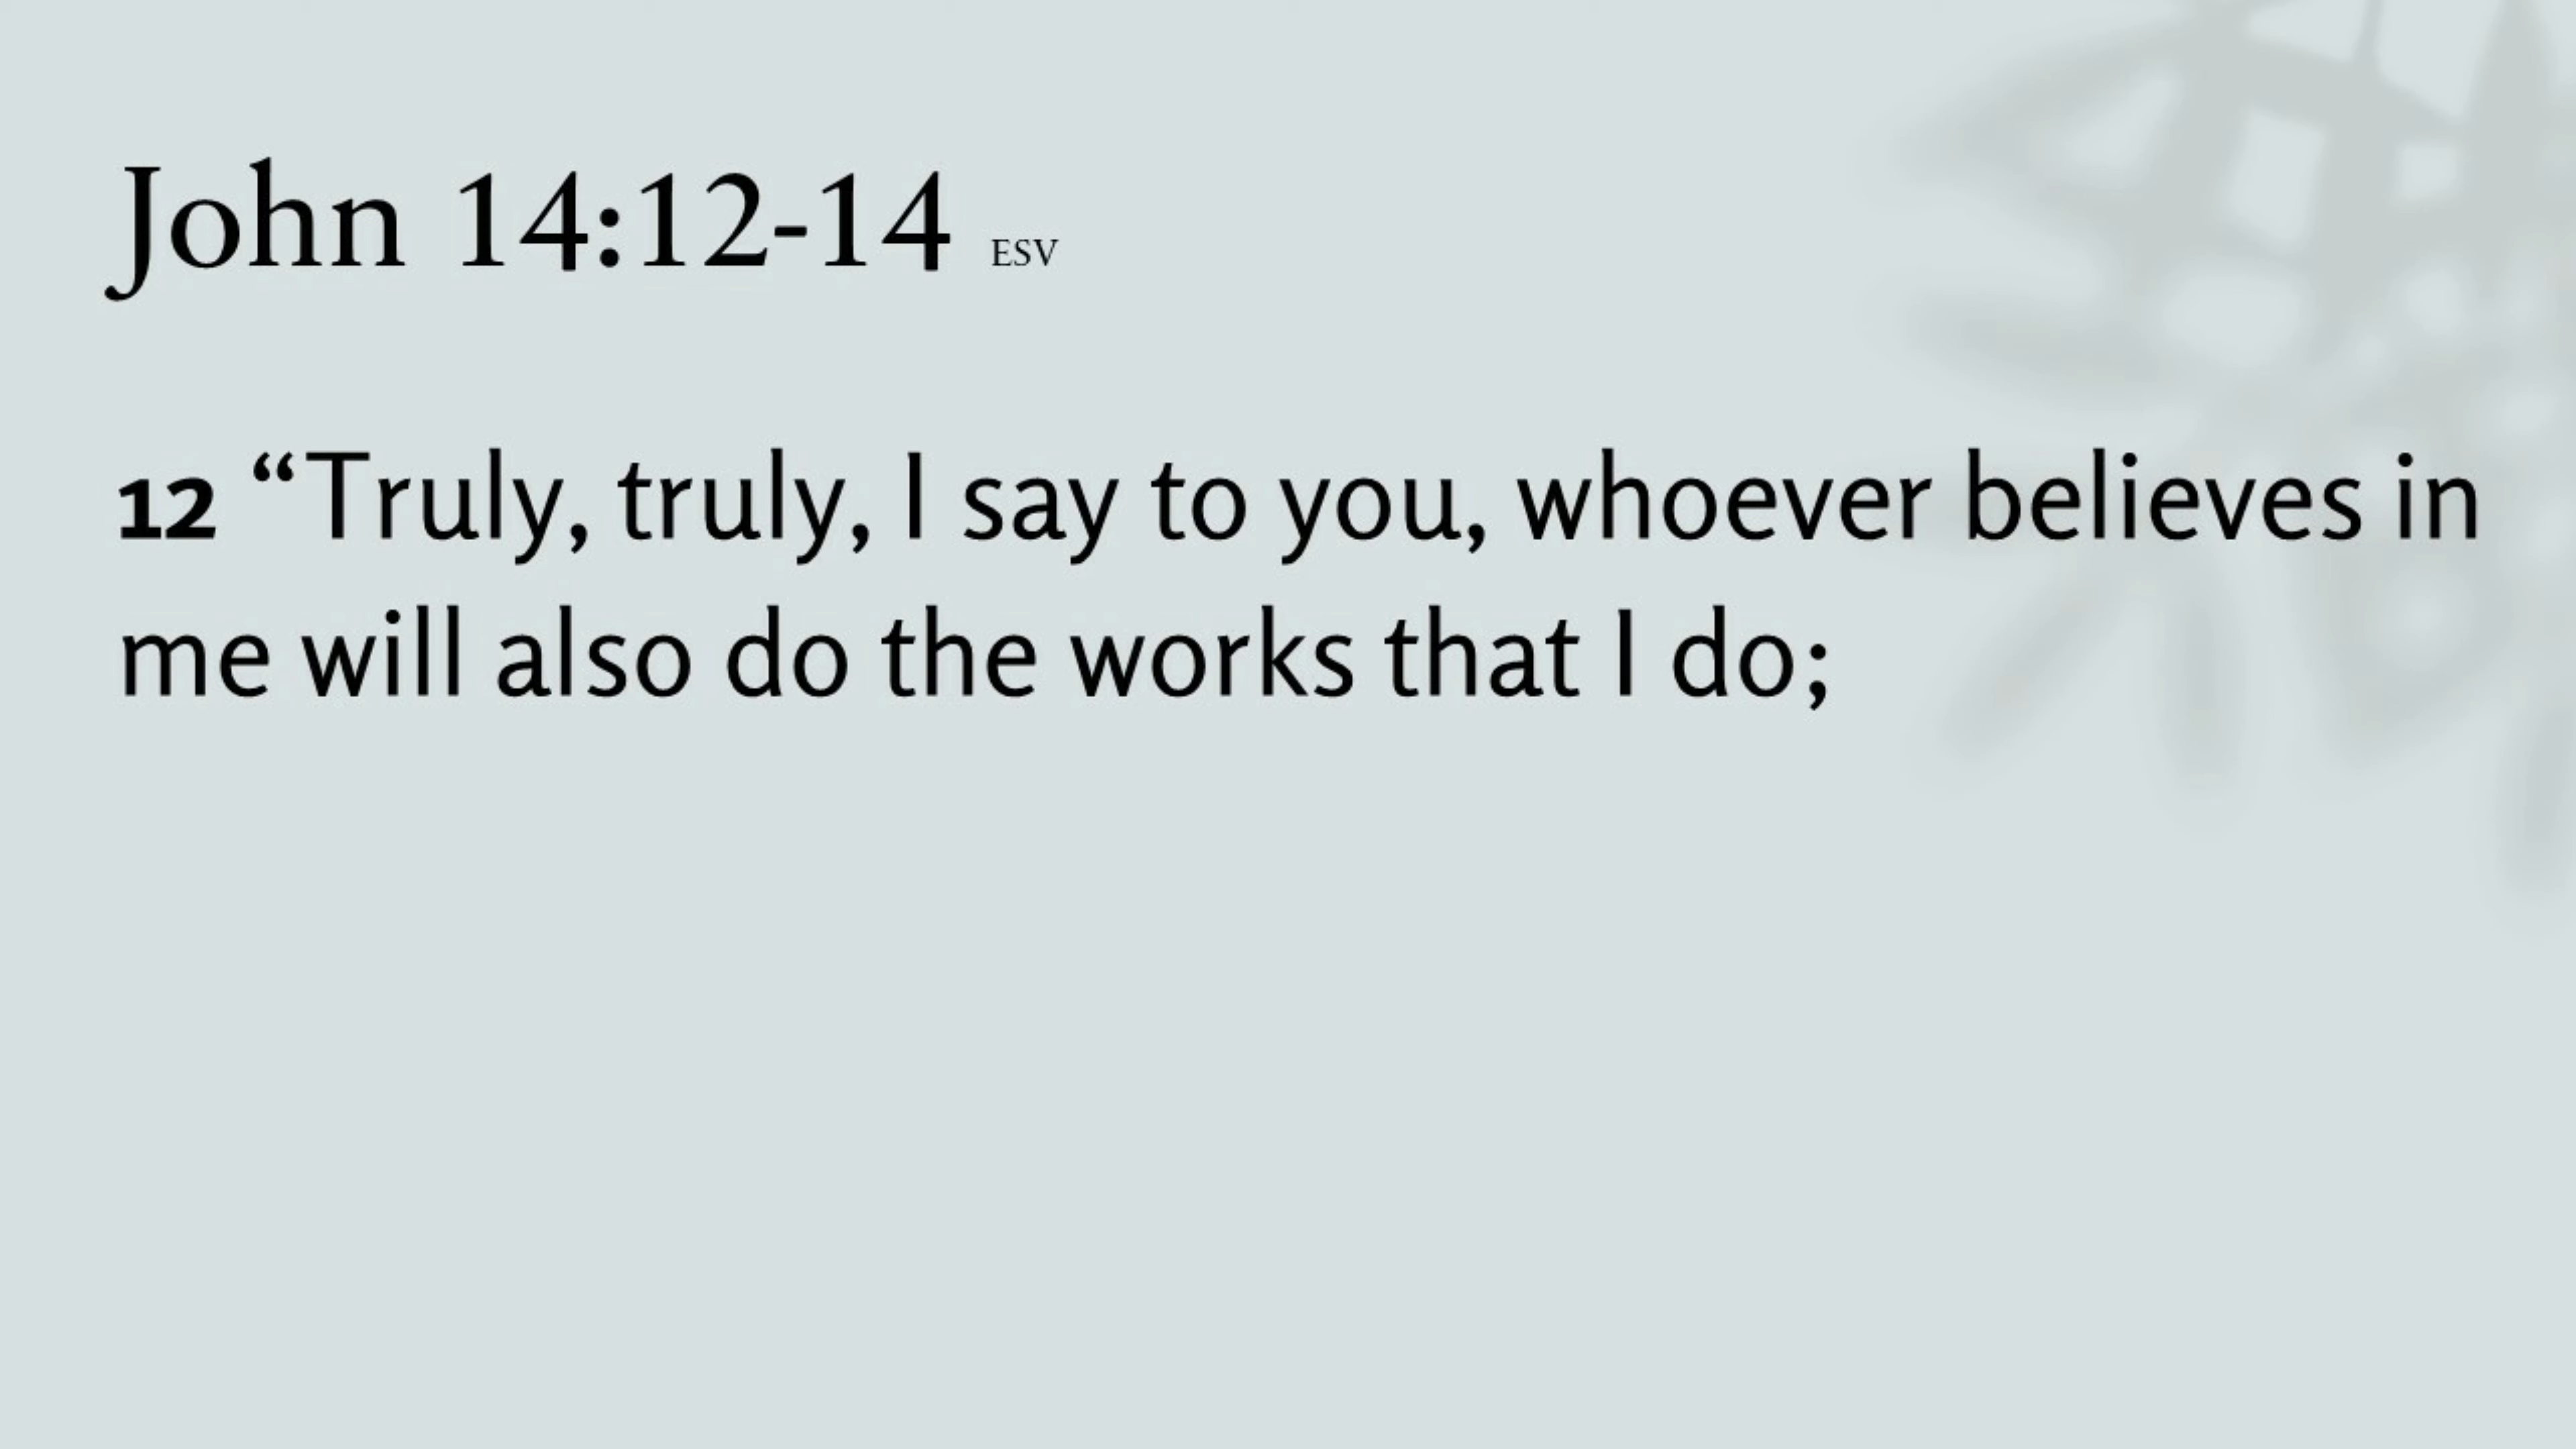 John 14:12-14 ESV
12 “Truly, truly, I say to you, whoever believes in
me will also do the works that I do;